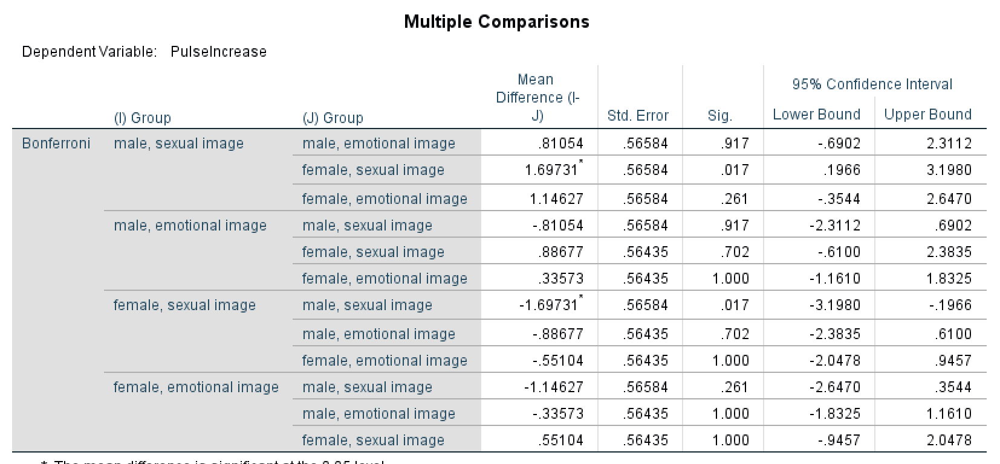 Multiple Comparisons
Dependent Variable: PulseIncrease
(I) Group (J) Group Mean Difference (I-J) Std. Error Sig. 95% Confidence Interval
Lower Bound Upper Bound
Bonferroni male, sexual image male, emotional image .81054 .56584 .917 -.6902 2.3112
female, sexual image 1.69731* .56584 .017 .1966 3.1980
female, emotional image 1.14627 .56584 .261 -.3544 2.6470
male, emotional image male, sexual image -.81054 .56584 .917 -2.3112 .6902
female, sexual image .88677 .56435 .702 -.6100 2.3835
female, emotional image .33573 .56435 1.000 -1.1610 1.8325
female, sexual image male, sexual image -1.69731* .56584 .017 -3.1980 -.1966
male, emotional image -.88677 .56435 .702 -2.3835 .6100
female, emotional image -.55104 .56435 1.000 -2.0478 .9457
female, emotional image male, sexual image -1.14627 .56584 .261 -2.6470 .3544
male, emotional image -.33573 .56435 1.000 -1.8325 1.1610
female, sexual image .55104 .56435 1.000 -.9457 2.0478
* The mean difference is significant at the 0.05 level